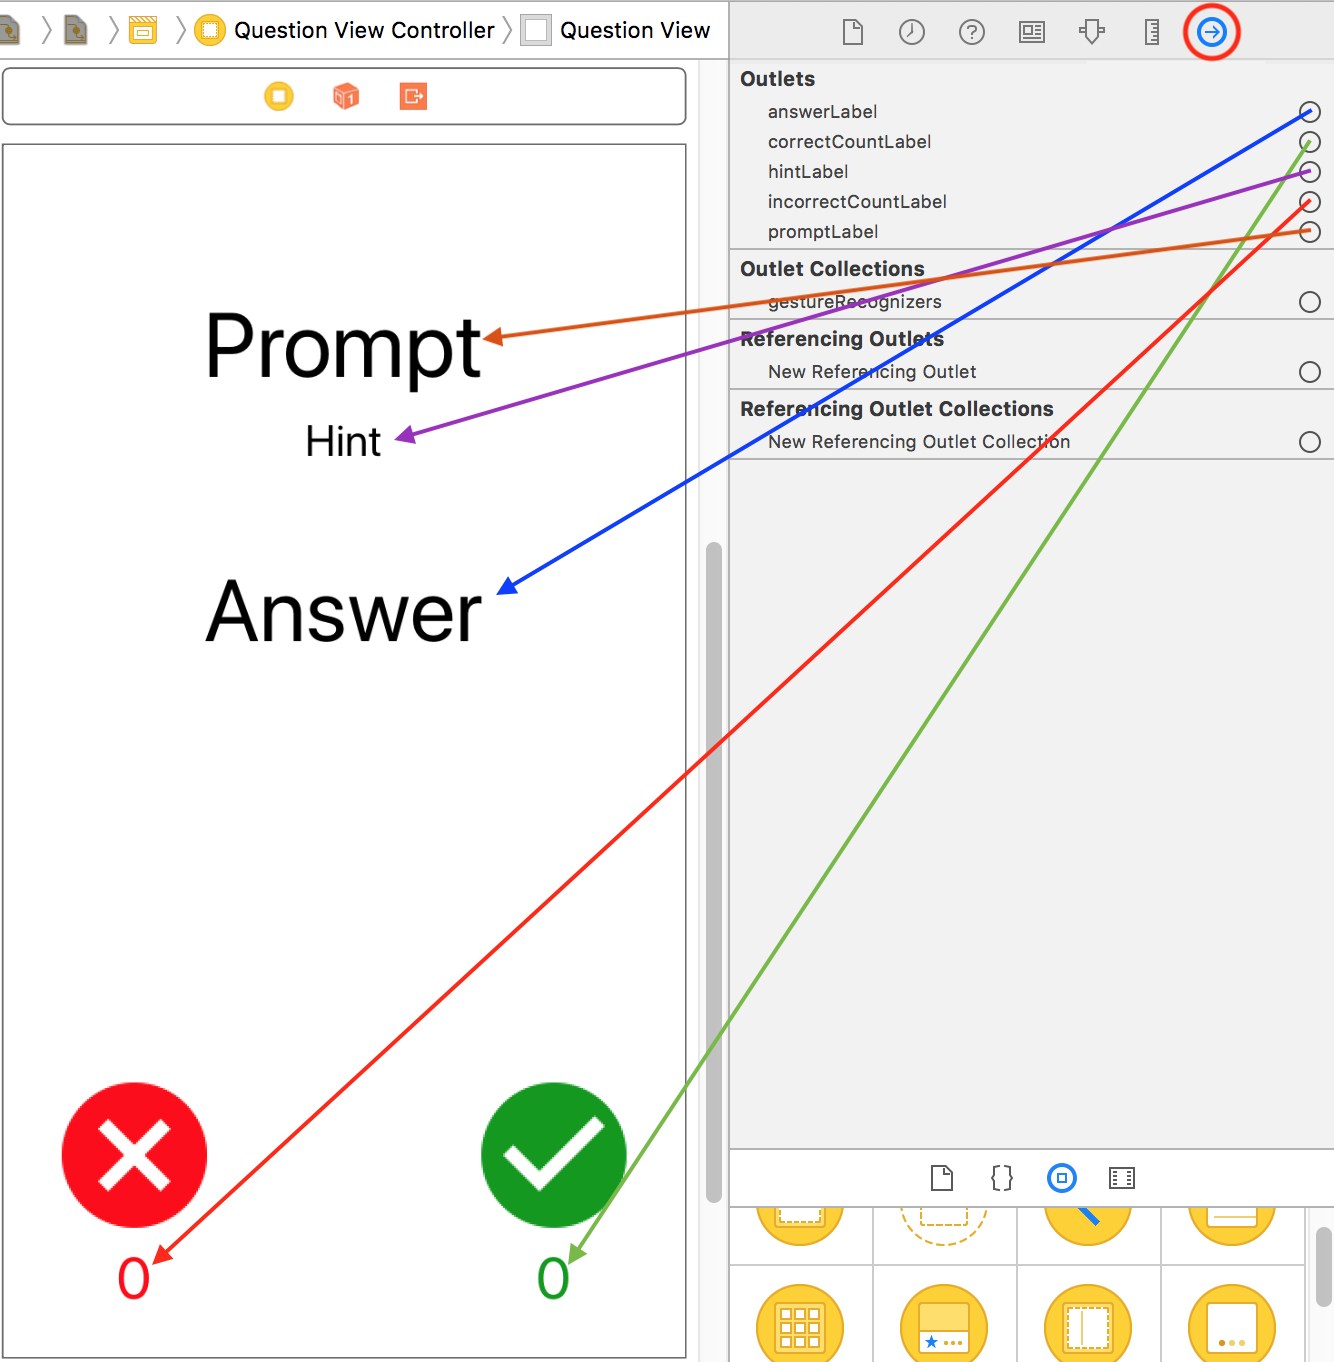 Question View Controller
Question View
Outlets
answerLabel
correctCountLabel
hintLabel
incorrectCountLabel
promptLabel
Outlet Collections
gestureRecognizers
Referencing Outlets
New Referencing Outlet
Referencing Outlet Collections
New Referencing Outlet Collection
1
Prompt
Hint
Answer
0
0
{}